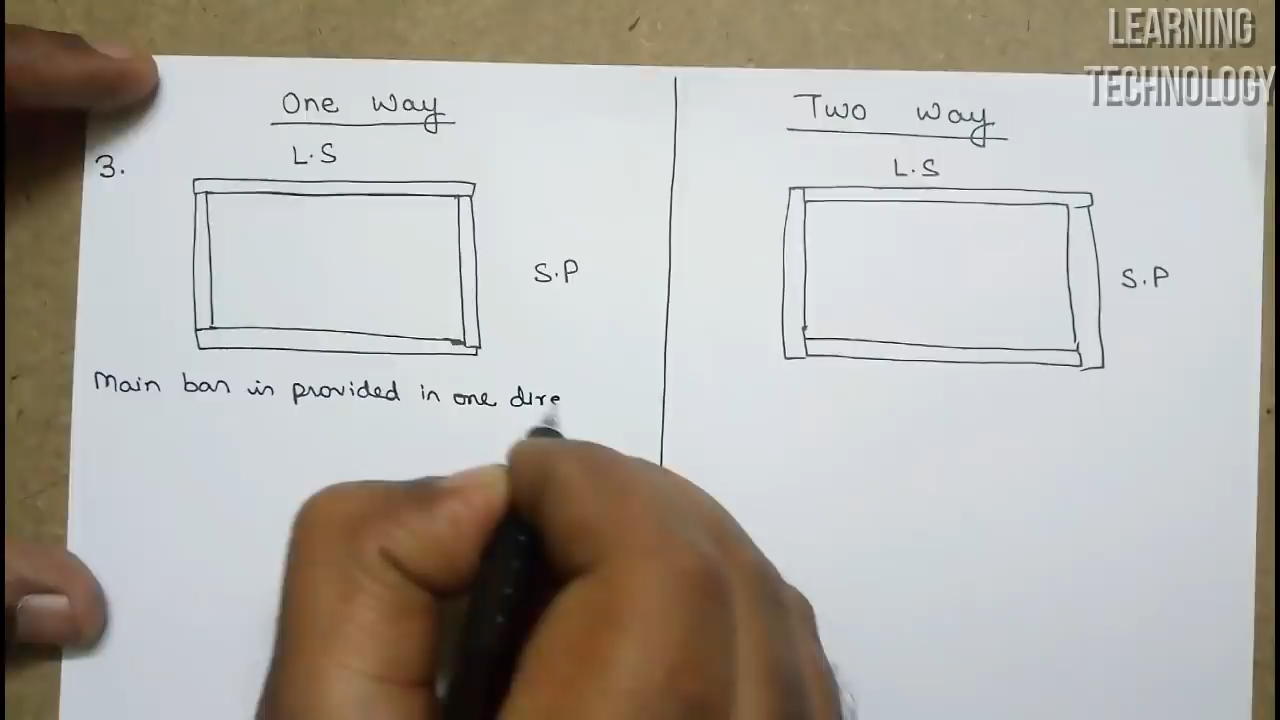 LEARNING
TECHNOLOGY
One Way
Two Way
L.S
L.S
3.
S.P
S.P
Main bar is provided in one dire